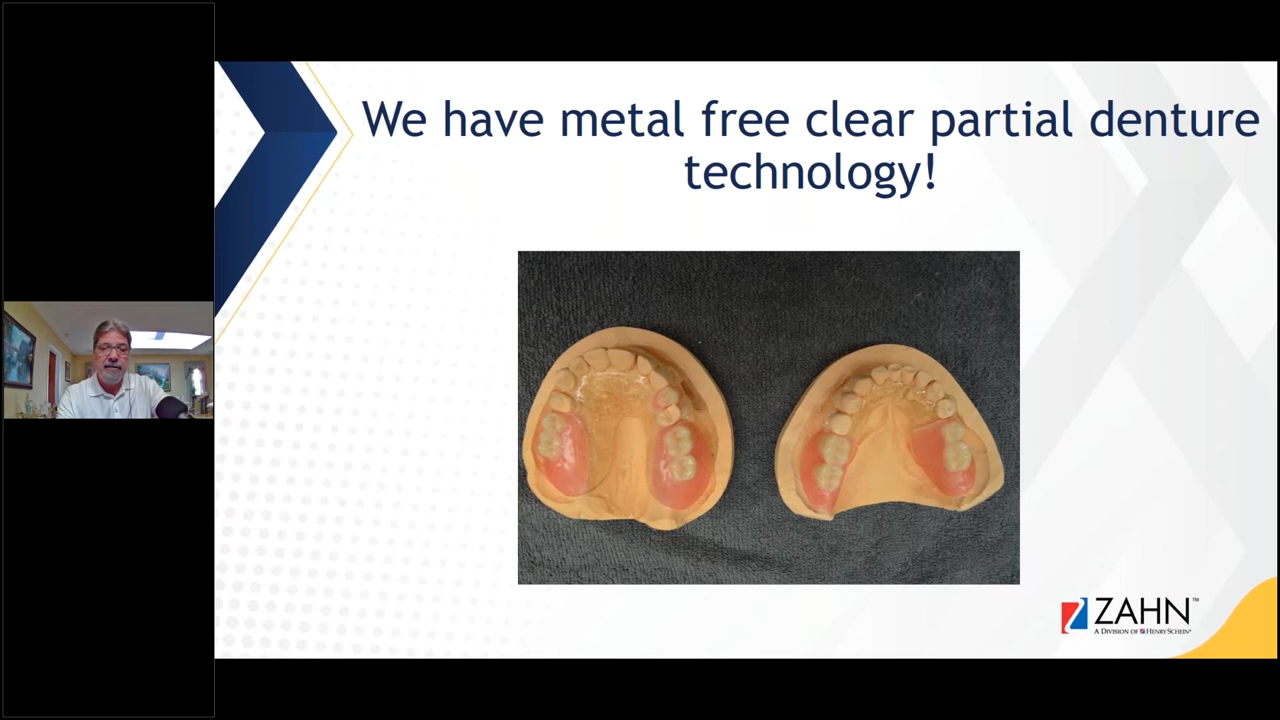 We have metal free clear partial denture
technology!
ZAHN™
A DIVISION OF HENRY SCHEIN®